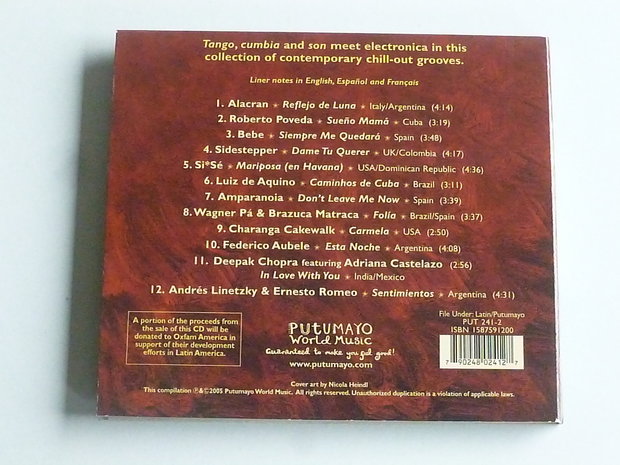 Tango, cumbia and son meet electronica in this
collection of contemporary chill-out grooves.
Liner notes in English, Español and Français
1. Alacran ★ Reflejo de Luna ★ Italy/Argentina (4:14)
2. Roberto Poveda ★ Sueño Mamá ★ Cuba (3:19)
3. Bebe ★ Siempre Me Quedará ★ Spain (3:48)
4. Sidestepper ★ Dame Tu Querer ★ UK/Colombia (4:17)
5. Si*Sé ★ Mariposa (en Havana) ★ USA/Dominican Republic (4:36)
6. Luiz de Aquino ★ Caminhos de Cuba ★ Brazil (3:11)
7. Amparanoia ★ Don't Leave Me Now ★ Spain (3:39)
8. Wagner Pá & Brazuca Matraca ★ Folía ★ Brazil/Spain (3:37)
9. Charanga Cakewalk ★ Carmela ★ USA (2:50)
10. Federico Aubele ★ Esta Noche ★ Argentina (4:08)
11. Deepak Chopra featuring Adriana Castelazo (2:56)
In Love With You ★ India/Mexico
12. Andrés Linetzky & Ernesto Romeo ★ Sentimientos ★ Argentina (4:31)
A portion of the proceeds from
the sale of this CD will be
donated to Oxfam America in
support of their development
efforts in Latin America.
PUTUMAYO
World Music
Guaranteed to make you feel good!
www.putumayo.com
File Under: Latin/Putumayo
PUT 241-2
ISBN 1587591200
7 90248 02412 7
Cover art by Nicola Heindl
This compilation ℗&©2005 Putumayo World Music. All rights reserved. Unauthorized duplication is a violation of applicable laws.